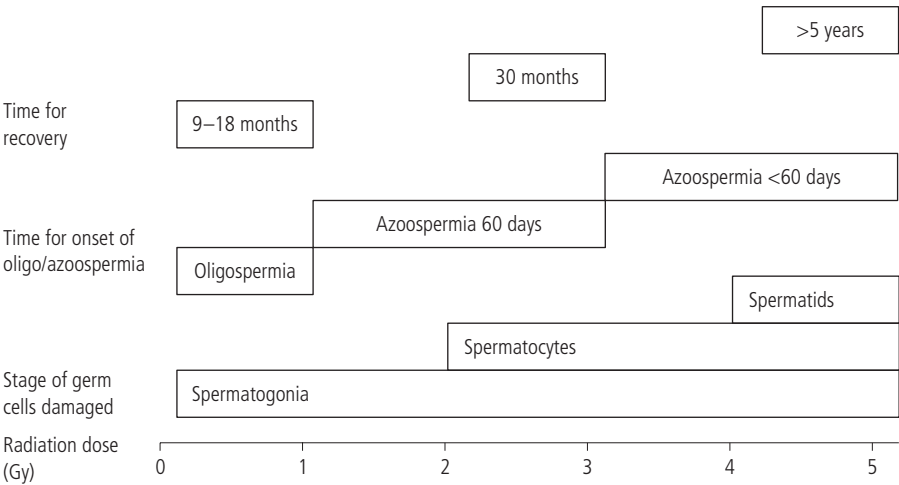 >5 years
30 months
Time for
recovery
9–18 months
Azoospermia <60 days
Azoospermia 60 days
Time for onset of
oligo/azoospermia
Oligospermia
Spermatids
Spermatocytes
Stage of germ
cells damaged
Spermatogonia
Radiation dose
(Gy)
0 1 2 3 4 5